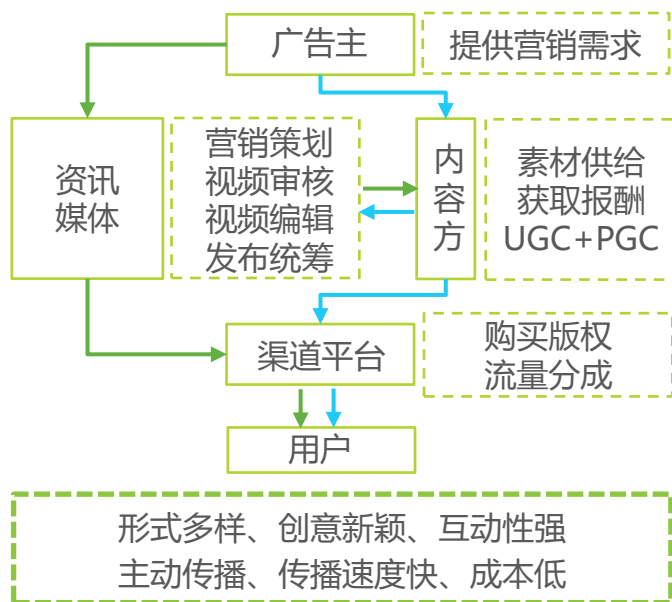 广告主
提供营销需求
资讯
媒体
营销策划
视频审核
视频编辑
发布统筹
内
容
方
素材供给
获取报酬
UGC+PGC
渠道平台
购买版权
流量分成
用户
形式多样、创意新颖、互动性强
主动传播、传播速度快、成本低